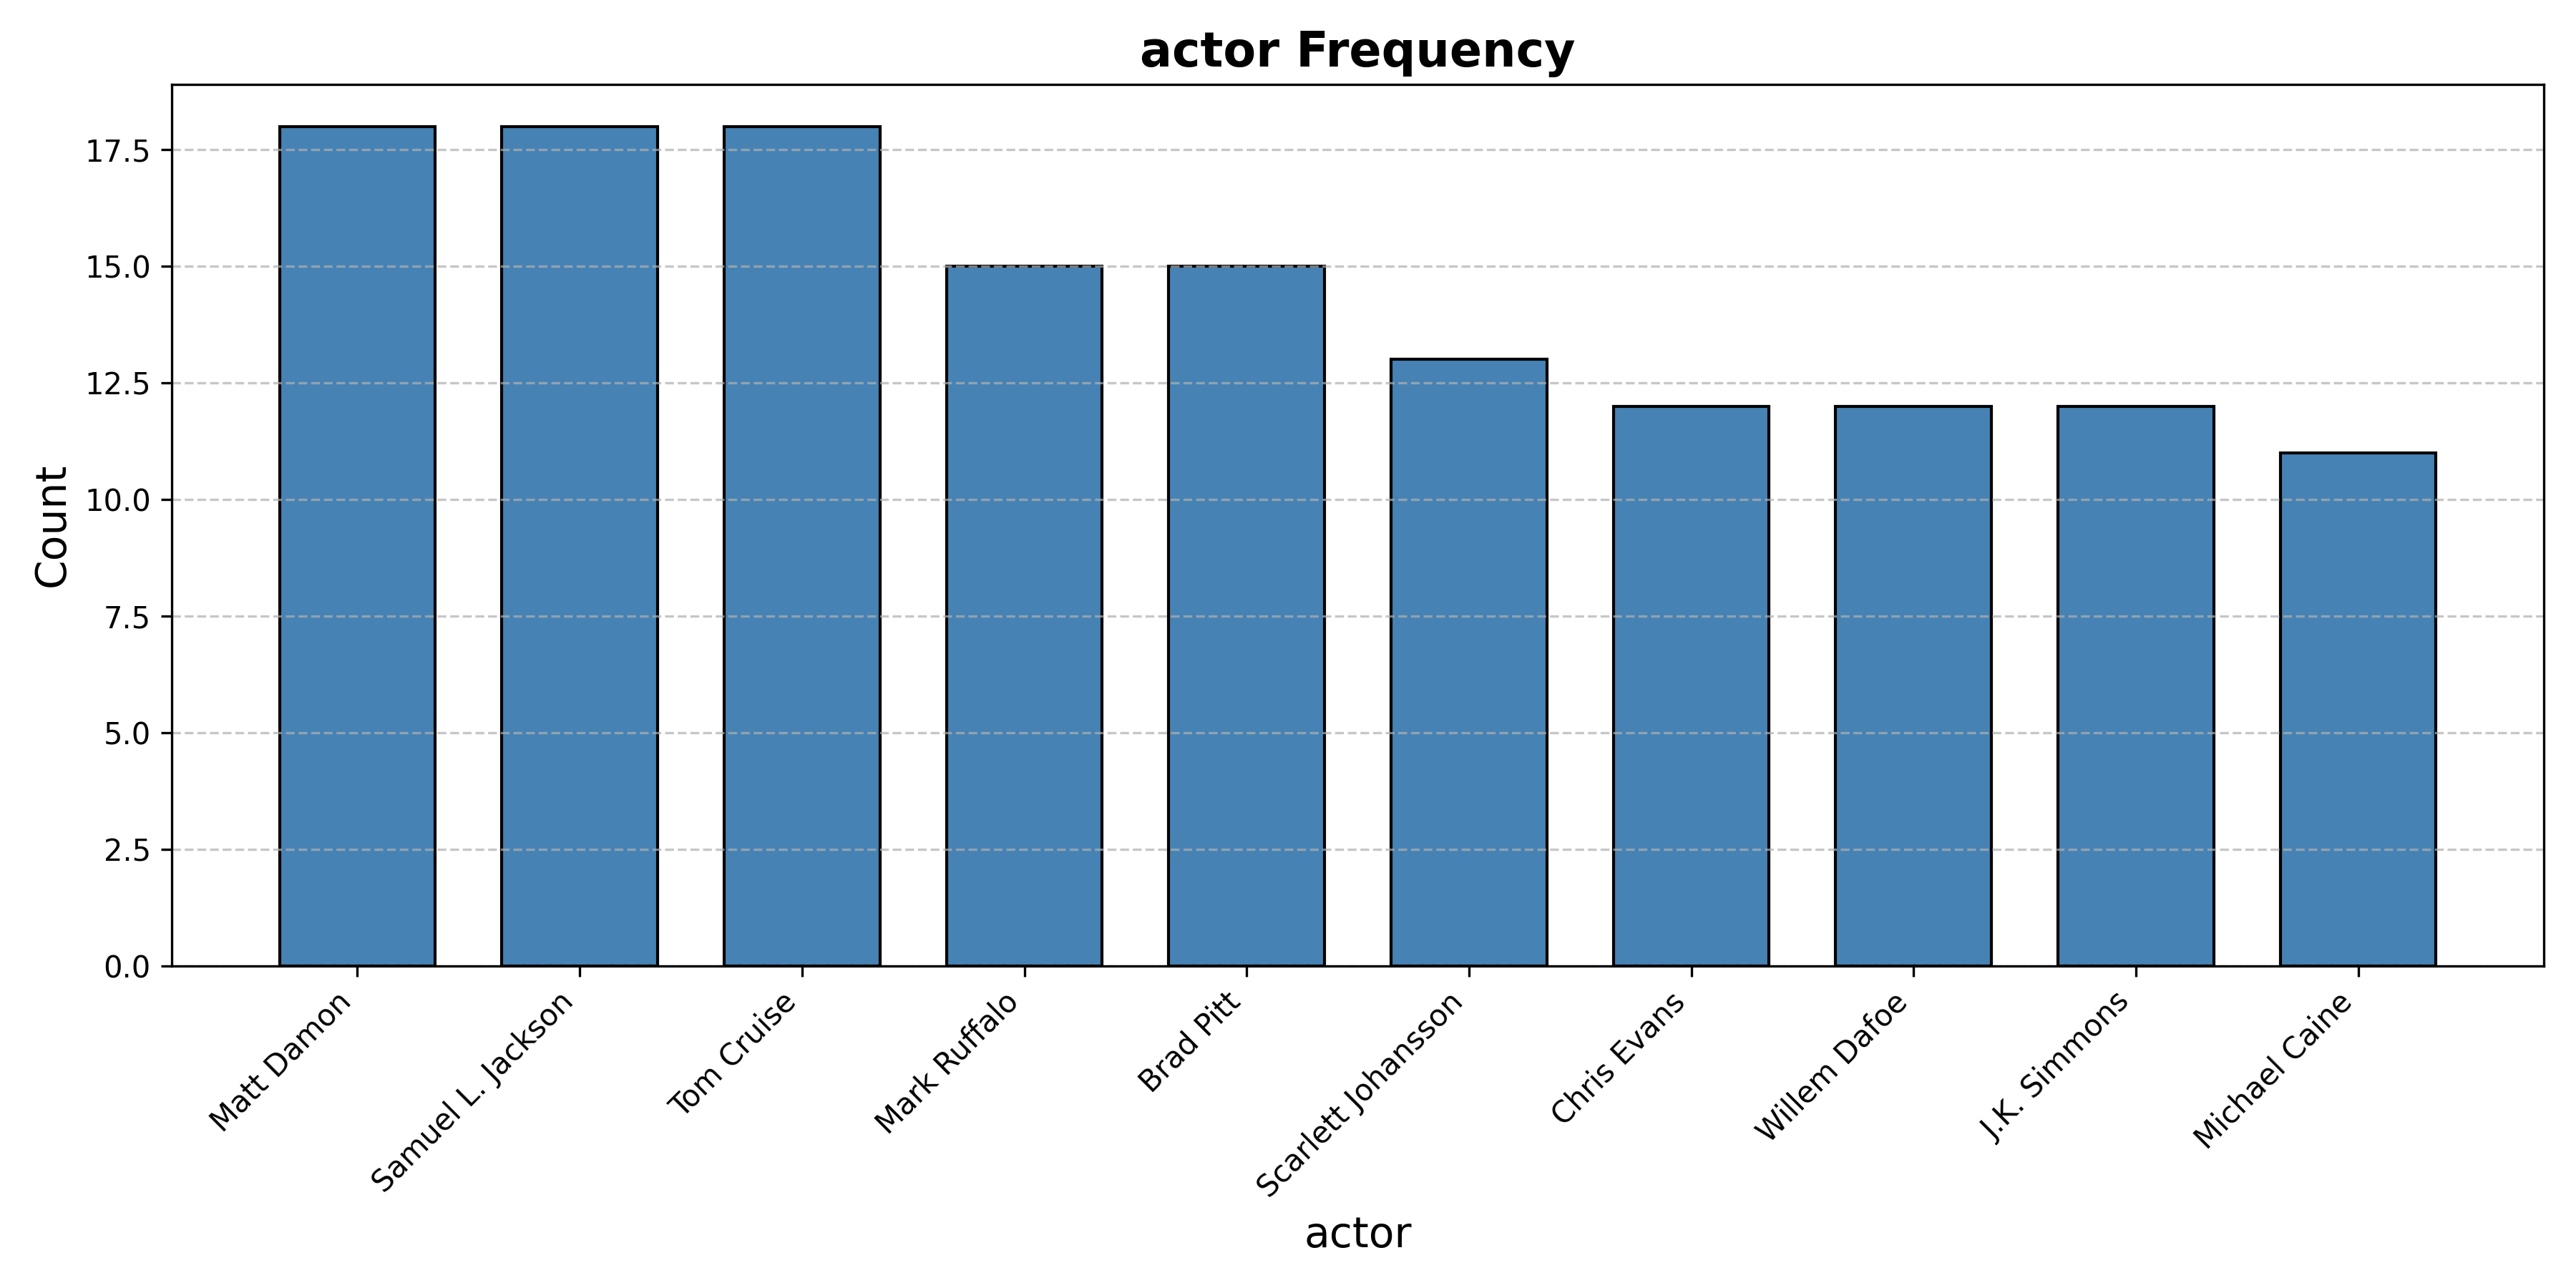 actor Frequency
Count
17.5
15.0
12.5
10.0
7.5
5.0
2.5
0.0
Matt Damon
Samuel L. Jackson
Tom Cruise
Mark Ruffalo
Brad Pitt
Scarlett Johansson
Chris Evans
Willem Dafoe
J.K. Simmons
Michael Caine
actor